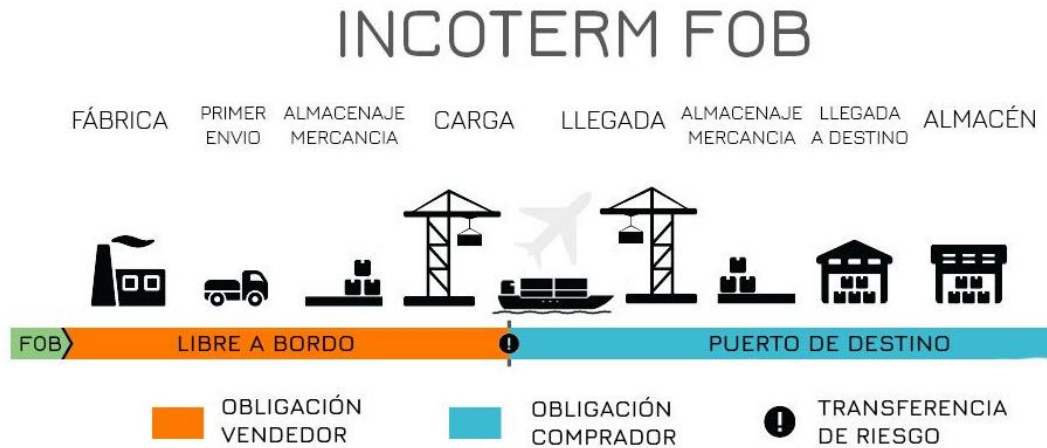 INCOTERM FOB
FÁBRICA
PRIMER
ENVIO
ALMACENAJE
MERCANCIA
CARGA
LLEGADA
ALMACENAJE
MERCANCIA
LLEGADA
A DESTINO
ALMACÉN
FOB
LIBRE A BORDO
!
PUERTO DE DESTINO
OBLIGACIÓN
VENDEDOR
OBLIGACIÓN
COMPRADOR
!
TRANSFERENCIA
DE RIESGO